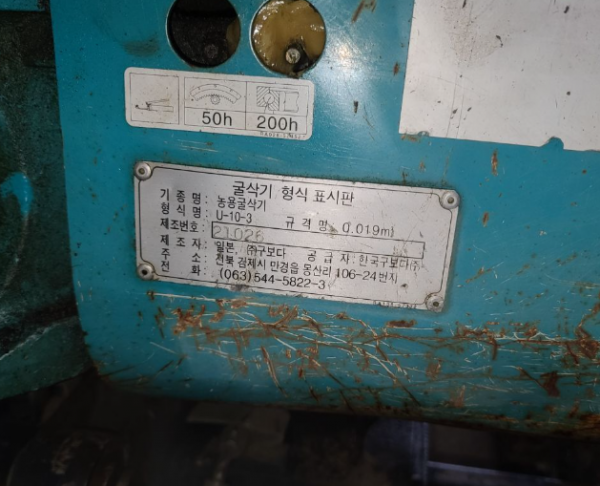 50h 200h
굴삭기 형식 표시판
기 종 명: 농용굴삭기
형 식 명: U-10-3 규 격 명: 0.019㎥
제조번호: 21026
제 조 자: 일본, ㈜구보다 공 급 자: 한국구보다㈜
주 소: 전북 김제시 만경읍 몽산리 106-24번지
전 화: (063)544-5822~3